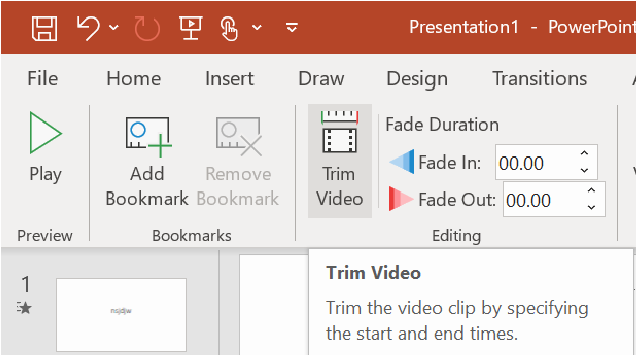 Presentation1 - PowerPoint
File Home Insert Draw Design Transitions
Play
Add Bookmark
Remove Bookmark
Trim Video
Fade Duration
Fade In: 00.00
Fade Out: 00.00
Preview Bookmarks Editing
1
nsjdjw
Trim Video
Trim the video clip by specifying
the start and end times.